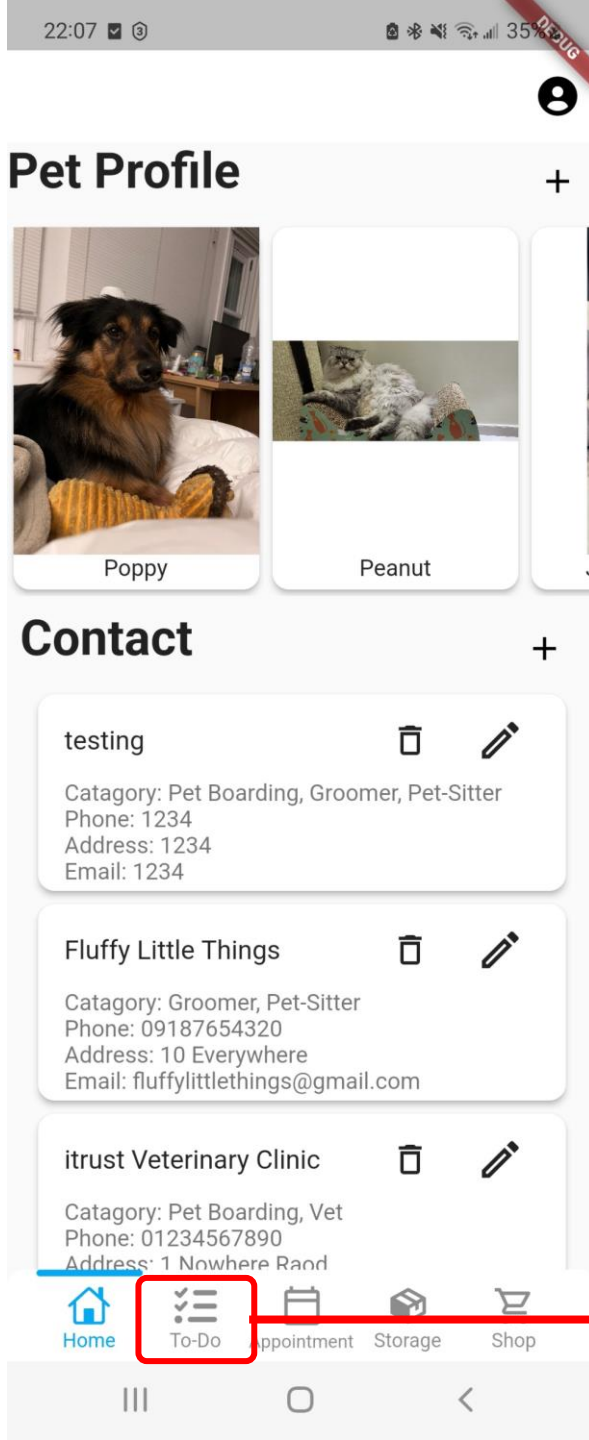 22:07
3
35%
DEBUG
Pet Profile
+
Poppy
Peanut
Contact
+
testing
Catagory: Pet Boarding, Groomer, Pet-Sitter
Phone: 1234
Address: 1234
Email: 1234
Fluffy Little Things
Catagory: Groomer, Pet-Sitter
Phone: 09187654320
Address: 10 Everywhere
Email: fluffylittlethings@gmail.com
itrust Veterinary Clinic
Catagory: Pet Boarding, Vet
Phone: 01234567890
Address: 1 Nowhere Raod
Home To-Do Appointment Storage Shop